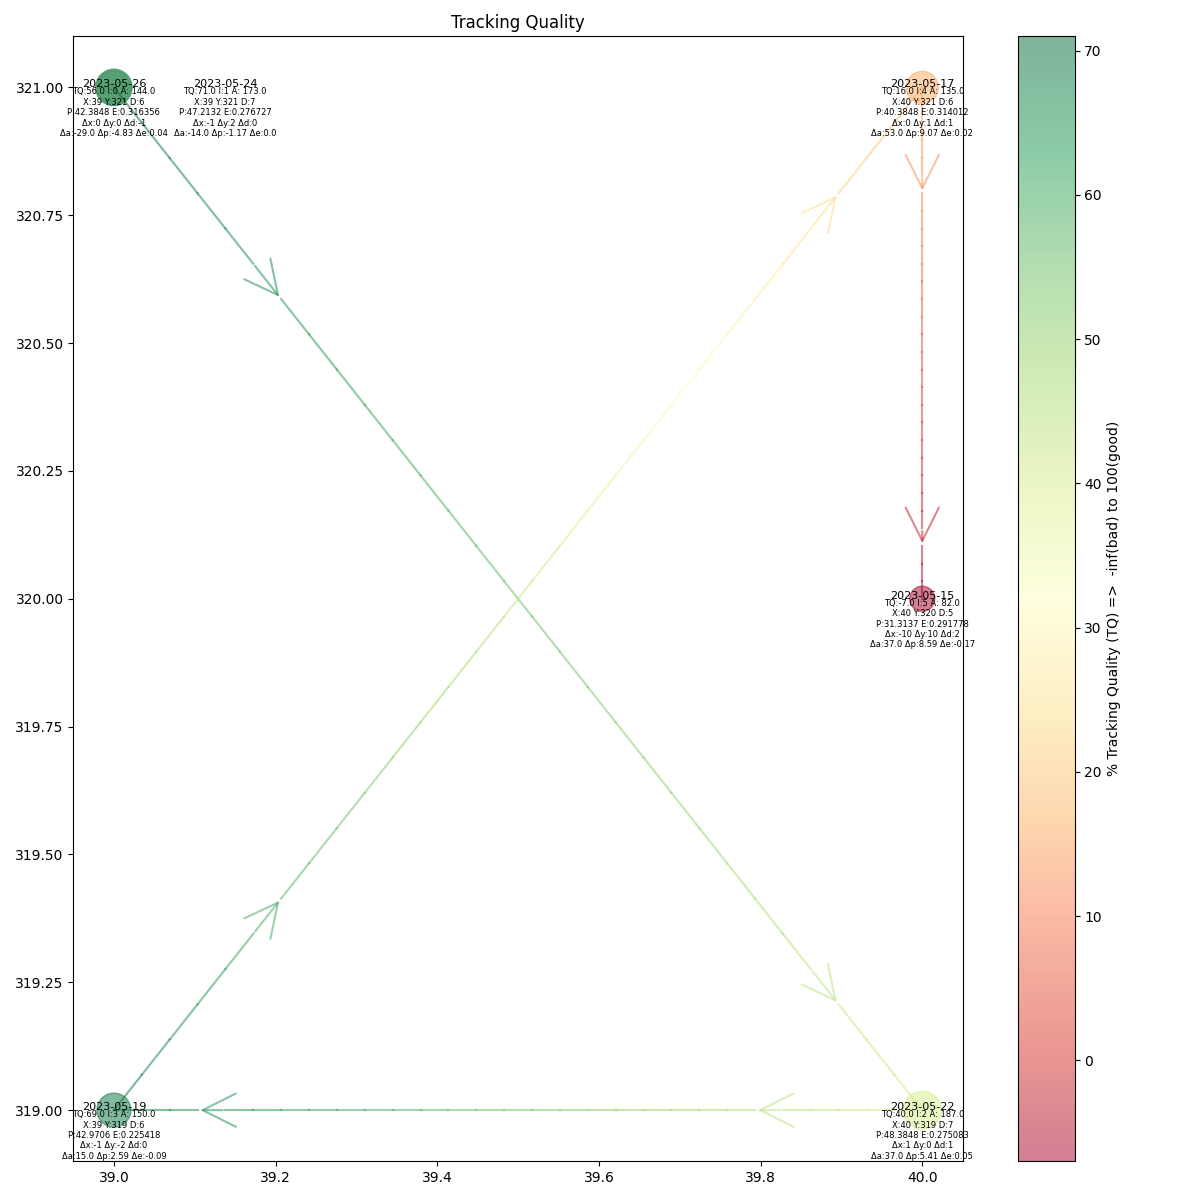 Tracking Quality
321.00
320.75
320.50
320.25
320.00
319.75
319.50
319.25
319.00
2023-05-26
TQ:56.0 I:0 A: 144.0
X:39 Y:321 D:6
P:42.3848 E:0.316356
Δx:0 Δy:0 Δd:-1
Δa:-29.0 Δp:-4.83 Δe:0.04
2023-05-24
TQ:71.0 I:1 A: 173.0
X:39 Y:321 D:7
P:47.2132 E:0.276727
Δx:-1 Δy:2 Δd:0
Δa:-14.0 Δp:-1.17 Δe:0.0
2023-05-17
TQ:16.0 I:4 A: 135.0
X:40 Y:321 D:6
P:40.3848 E:0.314012
Δx:0 Δy:1 Δd:1
Δa:53.0 Δp:9.07 Δe:0.02
2023-05-15
TQ:-7.0 I:5 A: 82.0
X:40 Y:320 D:5
P:31.3137 E:0.291778
Δx:-10 Δy:10 Δd:2
Δa:37.0 Δp:8.59 Δe:-0.17
2023-05-19
TQ:69.0 I:3 A: 150.0
X:39 Y:319 D:6
P:42.9706 E:0.225418
Δx:-1 Δy:-2 Δd:0
Δa:15.0 Δp:2.59 Δe:-0.09
2023-05-22
TQ:40.0 I:2 A: 187.0
X:40 Y:319 D:7
P:48.3848 E:0.275083
Δx:1 Δy:0 Δd:1
Δa:37.0 Δp:5.41 Δe:0.05
39.0 39.2 39.4 39.6 39.8 40.0
70
60
50
40
30
20
10
0
% Tracking Quality (TQ) => -inf(bad) to 100(good)